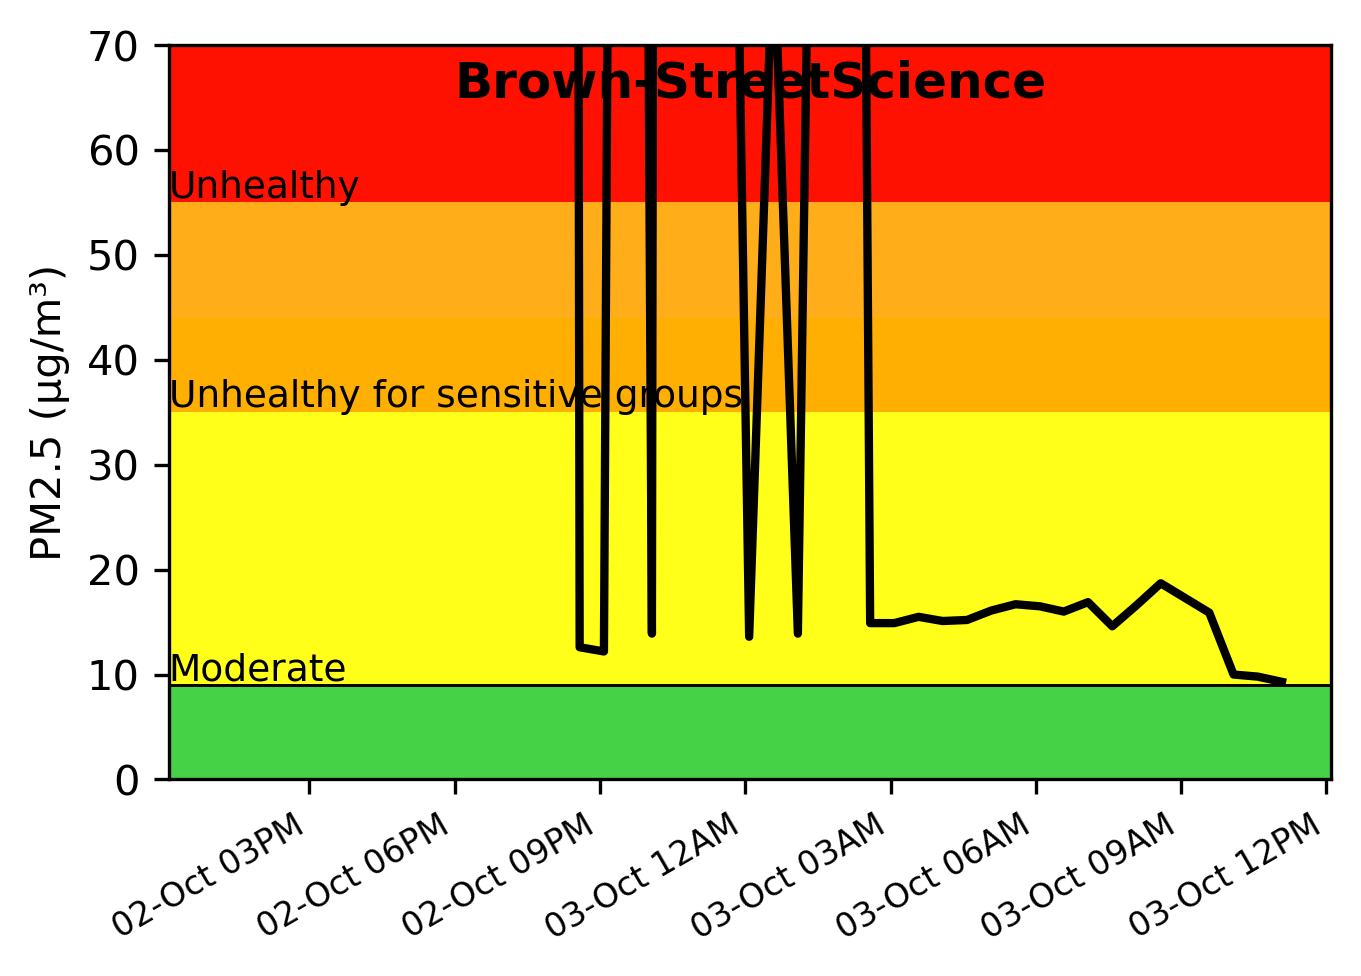 Brown-StreetScience
70
60
50
40
30
20
10
0
PM2.5 (µg/m³)
Unhealthy
Unhealthy for sensitive groups
Moderate
02-Oct 03PM
02-Oct 06PM
02-Oct 09PM
03-Oct 12AM
03-Oct 03AM
03-Oct 06AM
03-Oct 09AM
03-Oct 12PM